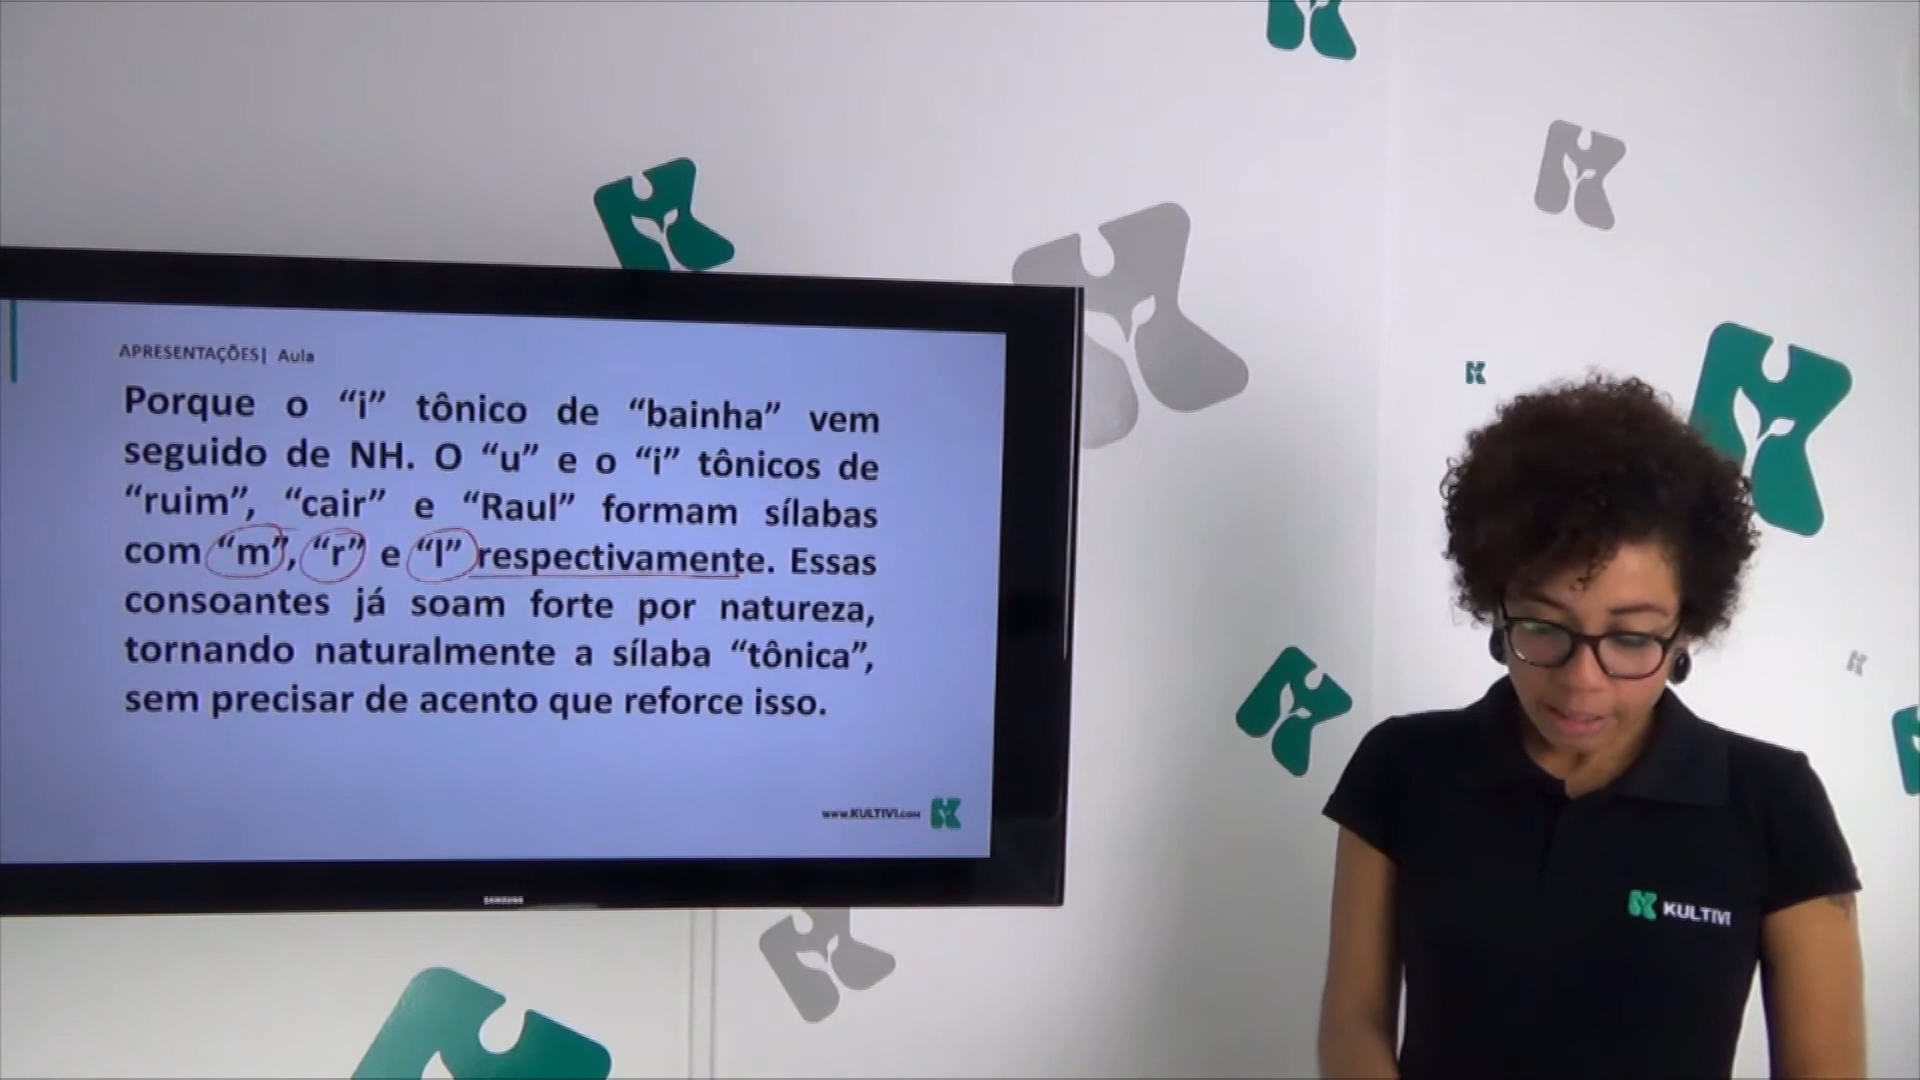 APRESENTAÇÕES| Aula
Porque o “i” tônico de “bainha” vem
seguido de NH. O “u” e o “i” tônicos de
“ruim”, “cair” e “Raul” formam sílabas
com “m”, “r” e “l” respectivamente. Essas
consoantes já soam forte por natureza,
tornando naturalmente a sílaba “tônica”,
sem precisar de acento que reforce isso.
www.KULTIVI.COM
SAMSUNG
KULTIVI